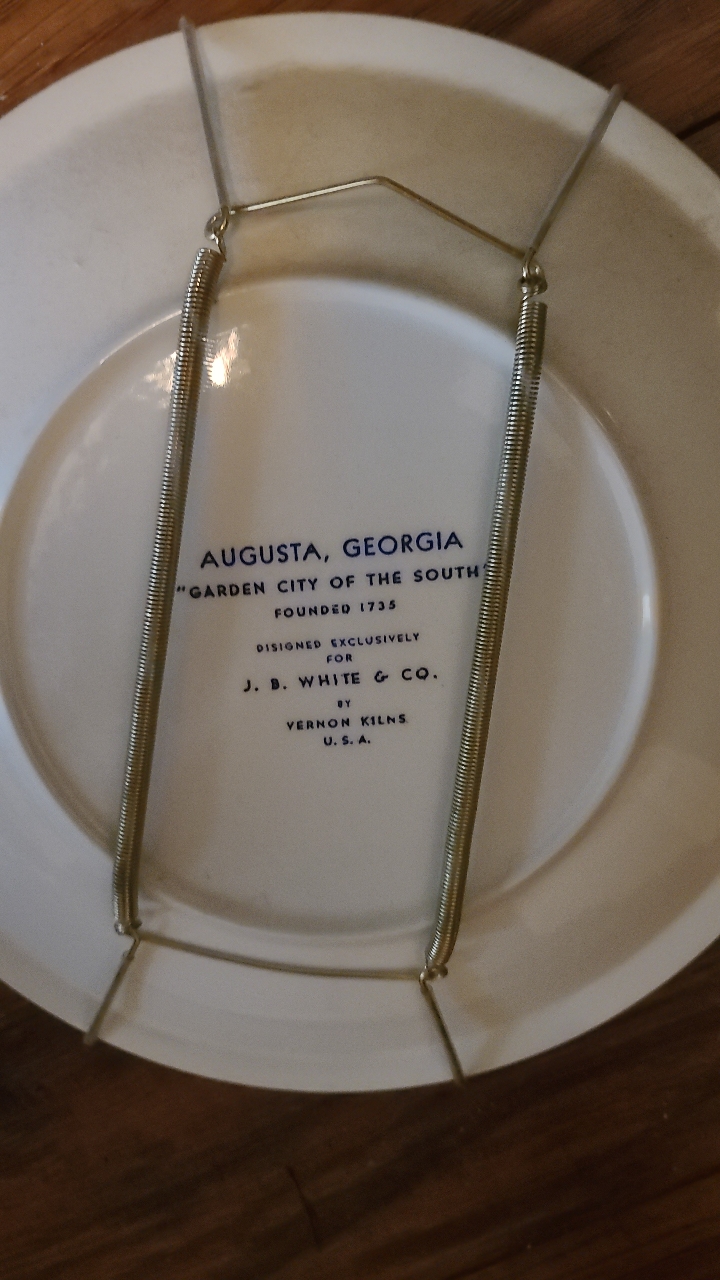 AUGUSTA, GEORGIA
"GARDEN CITY OF THE SOUTH"
FOUNDED 1735
DISIGNED EXCLUSIVELY
FOR
J. B. WHITE & CO.
BY
VERNON KILNS
U.S.A.